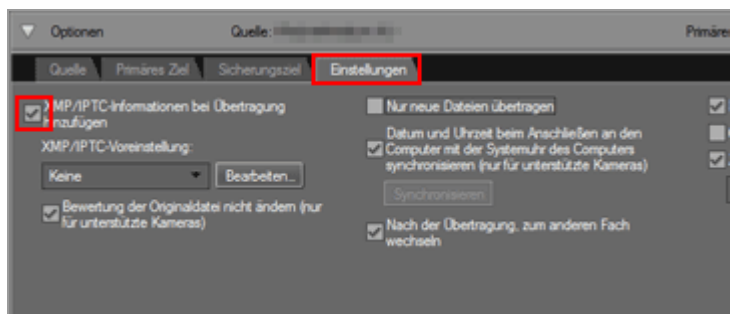 Optionen
Quelle:
Primäres
Quelle
Primäres Ziel
Sicherungsziel
Einstellungen
XMP/IPTC-Informationen bei Übertragung
hinzufügen
XMP/IPTC-Voreinstellung:
Keine
Bearbeiten...
Bewertung der Originaldatei nicht ändern (nur
für unterstützte Kameras)
Nur neue Dateien übertragen
Datum und Uhrzeit beim Anschließen an den
Computer mit der Systemuhr des Computers
synchronisieren (nur für unterstützte Kameras)
Synchronisieren
Nach der Übertragung, zum anderen Fach
wechseln